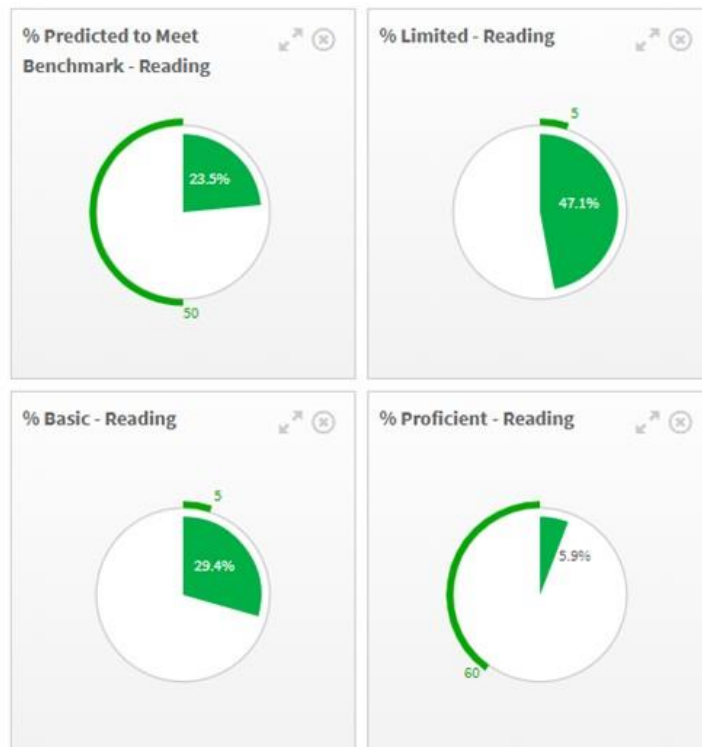 % Predicted to Meet
Benchmark - Reading
23.5%
50
% Limited - Reading
5
47.1%
% Basic - Reading
5
29.4%
% Proficient - Reading
5.9%
60